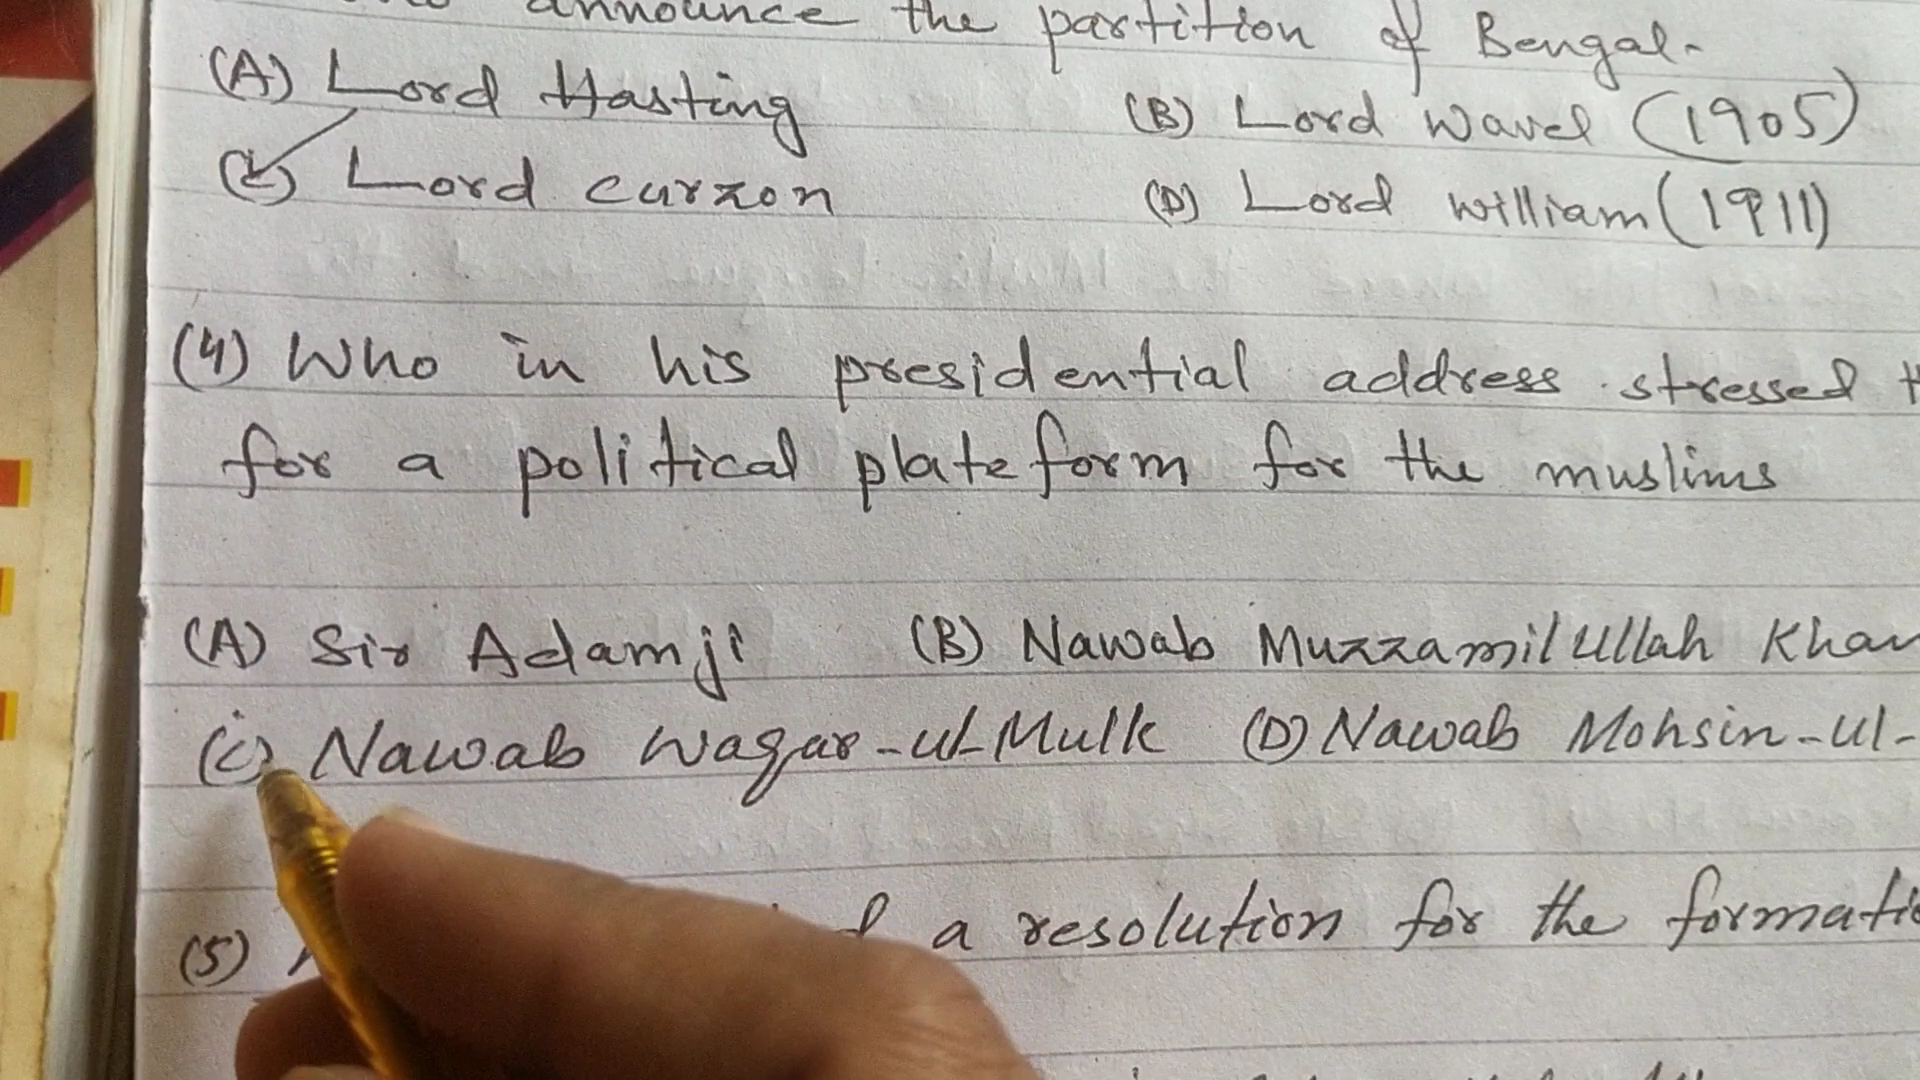 announce the partition of Bengal-
(A) Lord Hasting (B) Lord Wavel (1905)
(C) Lord curzon (D) Lord william (1911)
(4) Who in his presidential address stressed
for a political plateform for the muslims
(A) Sir Adamji (B) Nawab Muzzamil Ullah Khan
(C) Nawab Waqar-ul-Mulk (D) Nawab Mohsin-ul-
(5) a resolution for the formatio